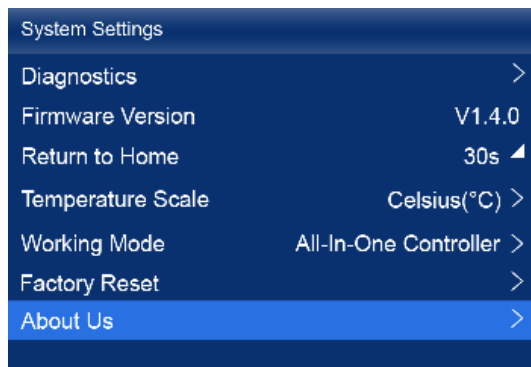 System Settings
Diagnostics >
Firmware Version V1.4.0
Return to Home 30s
Temperature Scale Celsius(°C) >
Working Mode All-In-One Controller >
Factory Reset >
About Us >